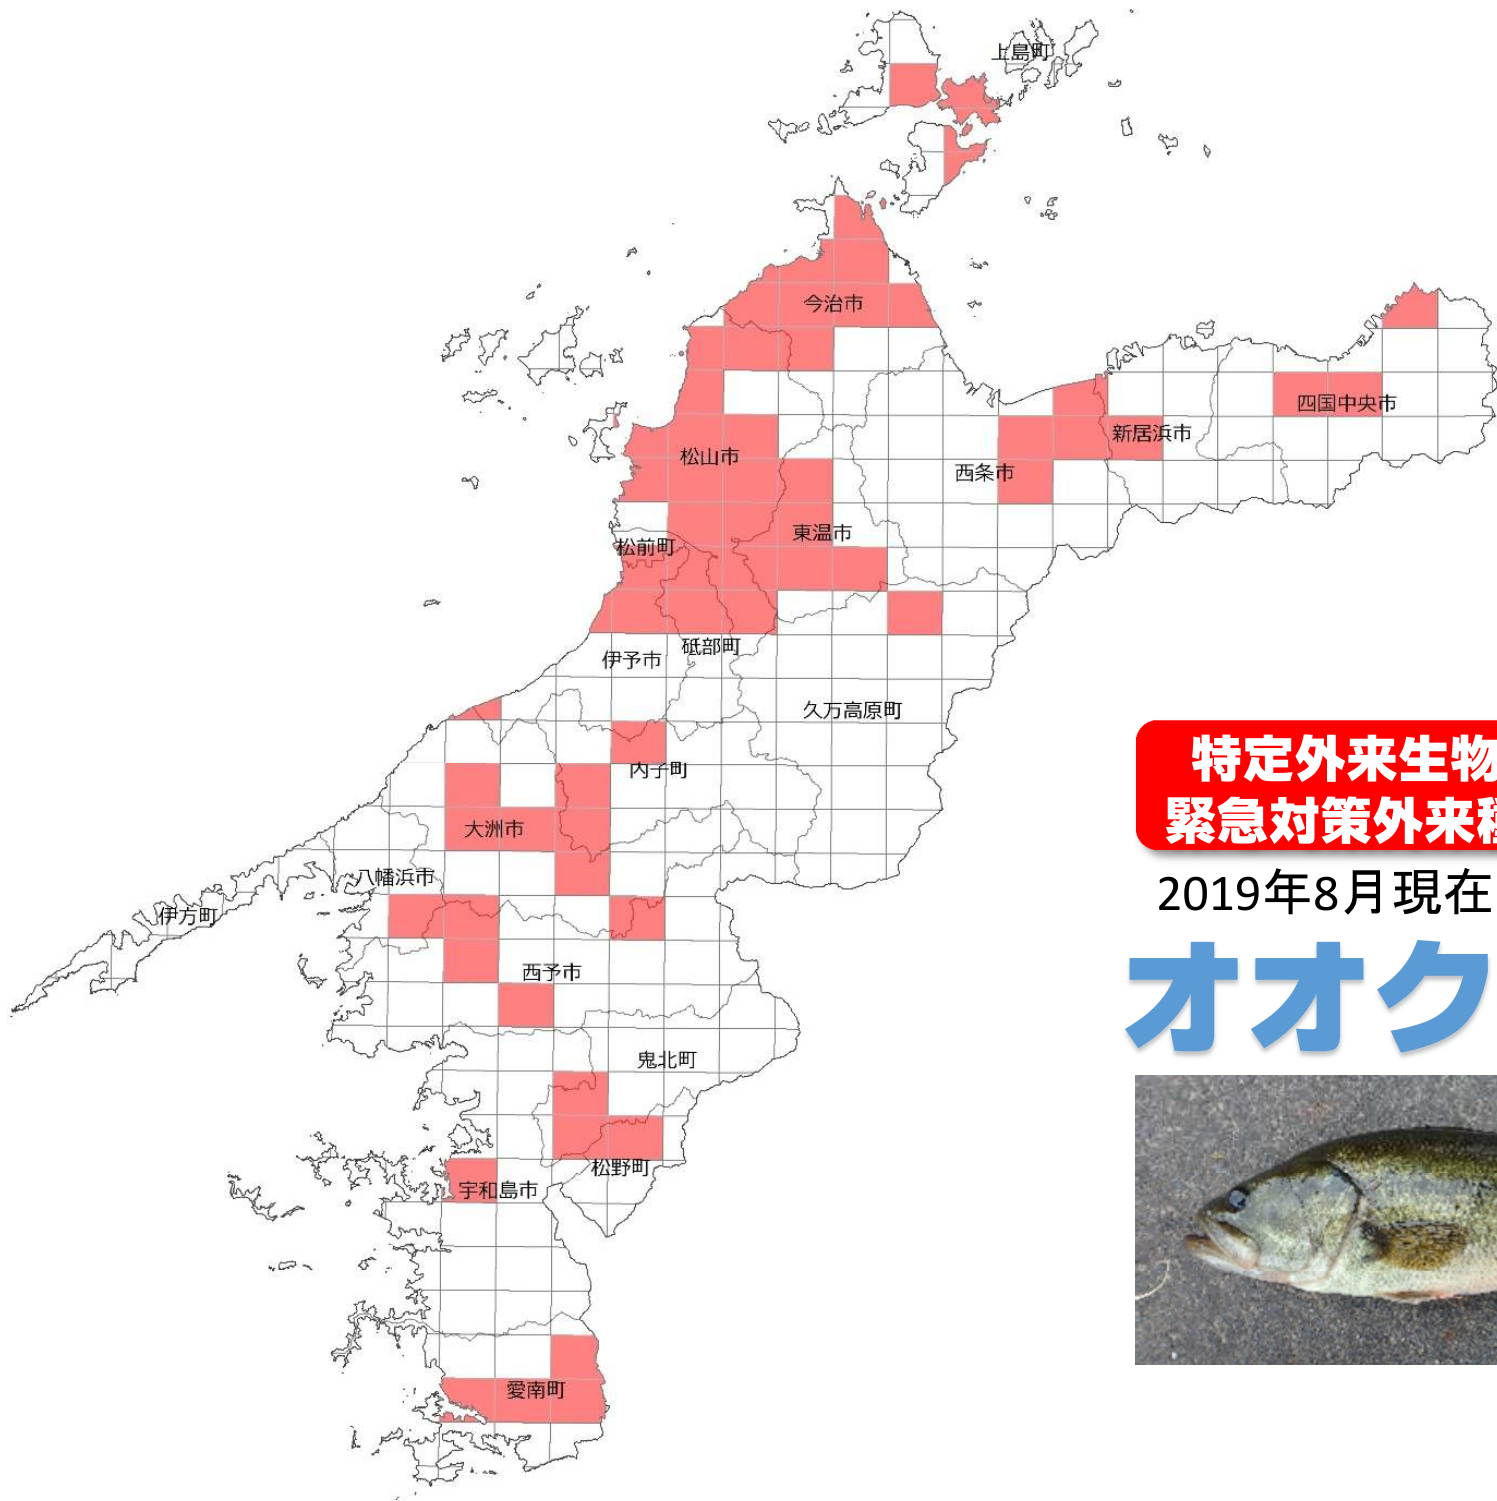 上島町
今治市
四国中央市
新居浜市
松山市
西条市
東温市
松前町
砥部町
伊予市
久万高原町
内子町
大洲市
八幡浜市
伊方町
西予市
鬼北町
松野町
宇和島市
愛南町
特定外来生物
緊急対策外来種
2019年8月現在
オオク